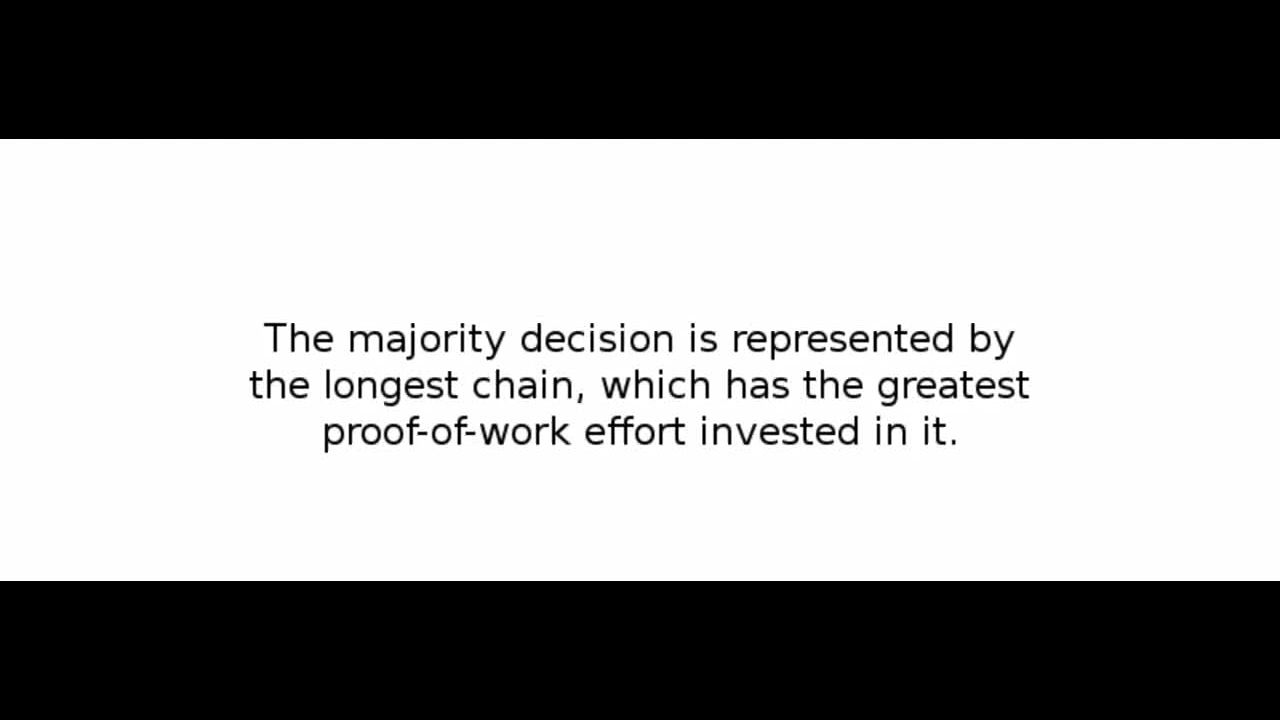 The majority decision is represented by
the longest chain, which has the greatest
proof-of-work effort invested in it.